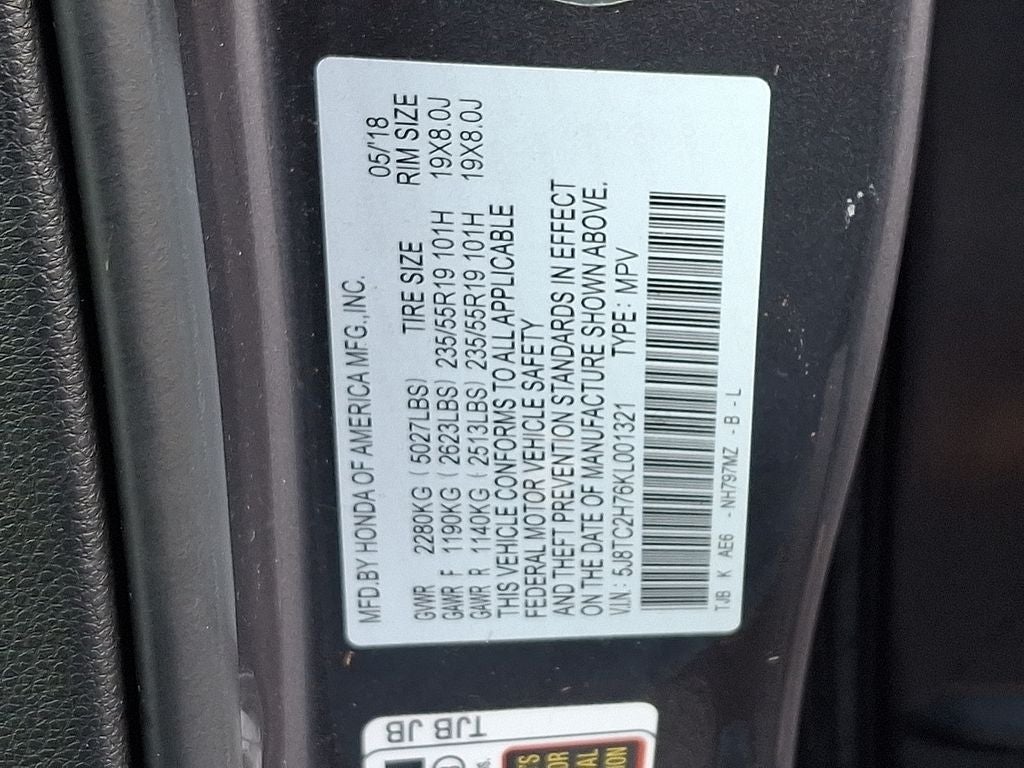 MFD.BY HONDA OF AMERICA MFG.,INC. 05/'18
TIRE SIZE RIM SIZE
GVWR 2280KG ( 5027LBS)
GAWR F 1190KG ( 2623LBS) 235/55R19 101H 19X8.0J
GAWR R 1140KG ( 2513LBS) 235/55R19 101H 19X8.0J
THIS VEHICLE CONFORMS TO ALL APPLICABLE
FEDERAL MOTOR VEHICLE SAFETY
AND THEFT PREVENTION STANDARDS IN EFFECT
ON THE DATE OF MANUFACTURE SHOWN ABOVE.
V.I.N.: 5J8TC2H76KL001321 TYPE: MPV
TJB K AE6 -NH797MZ - B - L
TJB JB